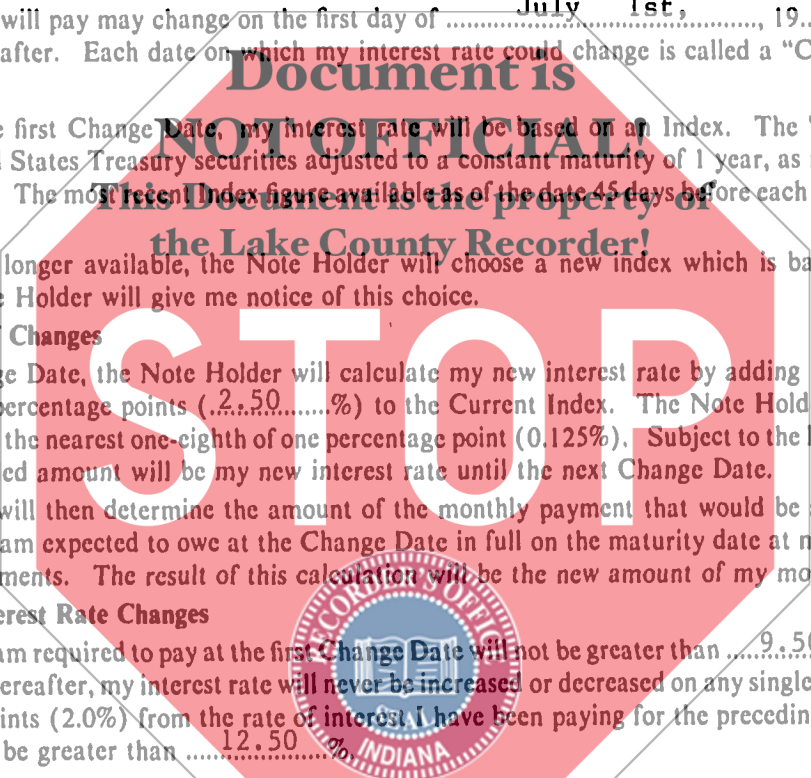 will pay may change on the first day of ........July 1st,........, 19..
after. Each date on which my interest rate could change is called a “C
Document is
e first Change Date, my interest rate will be based on an Index. The
NOT OFFICIAL!
States Treasury securities adjusted to a constant maturity of 1 year, as
The most recent Index figure available as of the date 45 days before each
This Document is the property of
the Lake County Recorder!
longer available, the Note Holder will choose a new index which is ba
e Holder will give me notice of this choice.
Changes
STOP
ge Date, the Note Holder will calculate my new interest rate by adding
percentage points (..2.50.......%) to the Current Index. The Note Hold
the nearest one-eighth of one percentage point (0.125%). Subject to the l
ed amount will be my new interest rate until the next Change Date.
will then determine the amount of the monthly payment that would be
am expected to owe at the Change Date in full on the maturity date at
ments. The result of this calculation will be the new amount of my mo
erest Rate Changes
am required to pay at the first Change Date will not be greater than ....9.50
ereafter, my interest rate will never be increased or decreased on any single
ints (2.0%) from the rate of interest I have been paying for the precedin
be greater than ......12.50.....%.
RECORDER'S OFFIC
SEAL
INDIANA